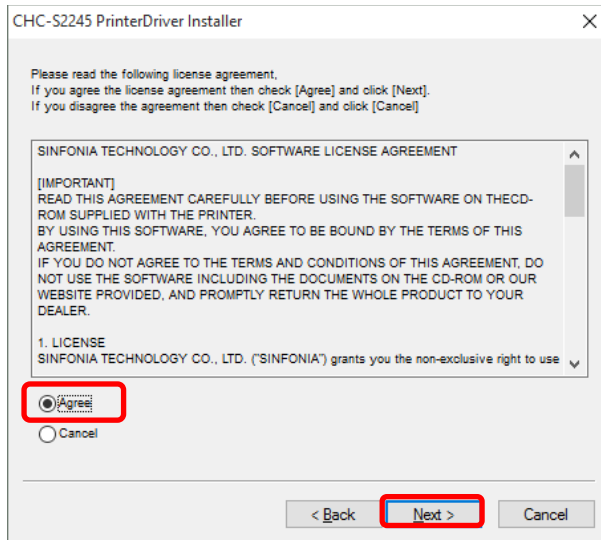 CHC-S2245 PrinterDriver Installer
Please read the following license agreement,
If you agree the license agreement then check [Agree] and click [Next].
If you disagree the agreement then check [Cancel] and click [Cancel]
SINFONIA TECHNOLOGY CO., LTD. SOFTWARE LICENSE AGREEMENT
[IMPORTANT]
READ THIS AGREEMENT CAREFULLY BEFORE USING THE SOFTWARE ON THECD-
ROM SUPPLIED WITH THE PRINTER.
BY USING THIS SOFTWARE, YOU AGREE TO BE BOUND BY THE TERMS OF THIS
AGREEMENT.
IF YOU DO NOT AGREE TO THE TERMS AND CONDITIONS OF THIS AGREEMENT, DO
NOT USE THE SOFTWARE INCLUDING THE DOCUMENTS ON THE CD-ROM OR OUR
WEBSITE PROVIDED, AND PROMPTLY RETURN THE WHOLE PRODUCT TO YOUR
DEALER.
1. LICENSE
SINFONIA TECHNOLOGY CO., LTD. ("SINFONIA") grants you the non-exclusive right to use
Agree
Cancel
< Back Next > Cancel